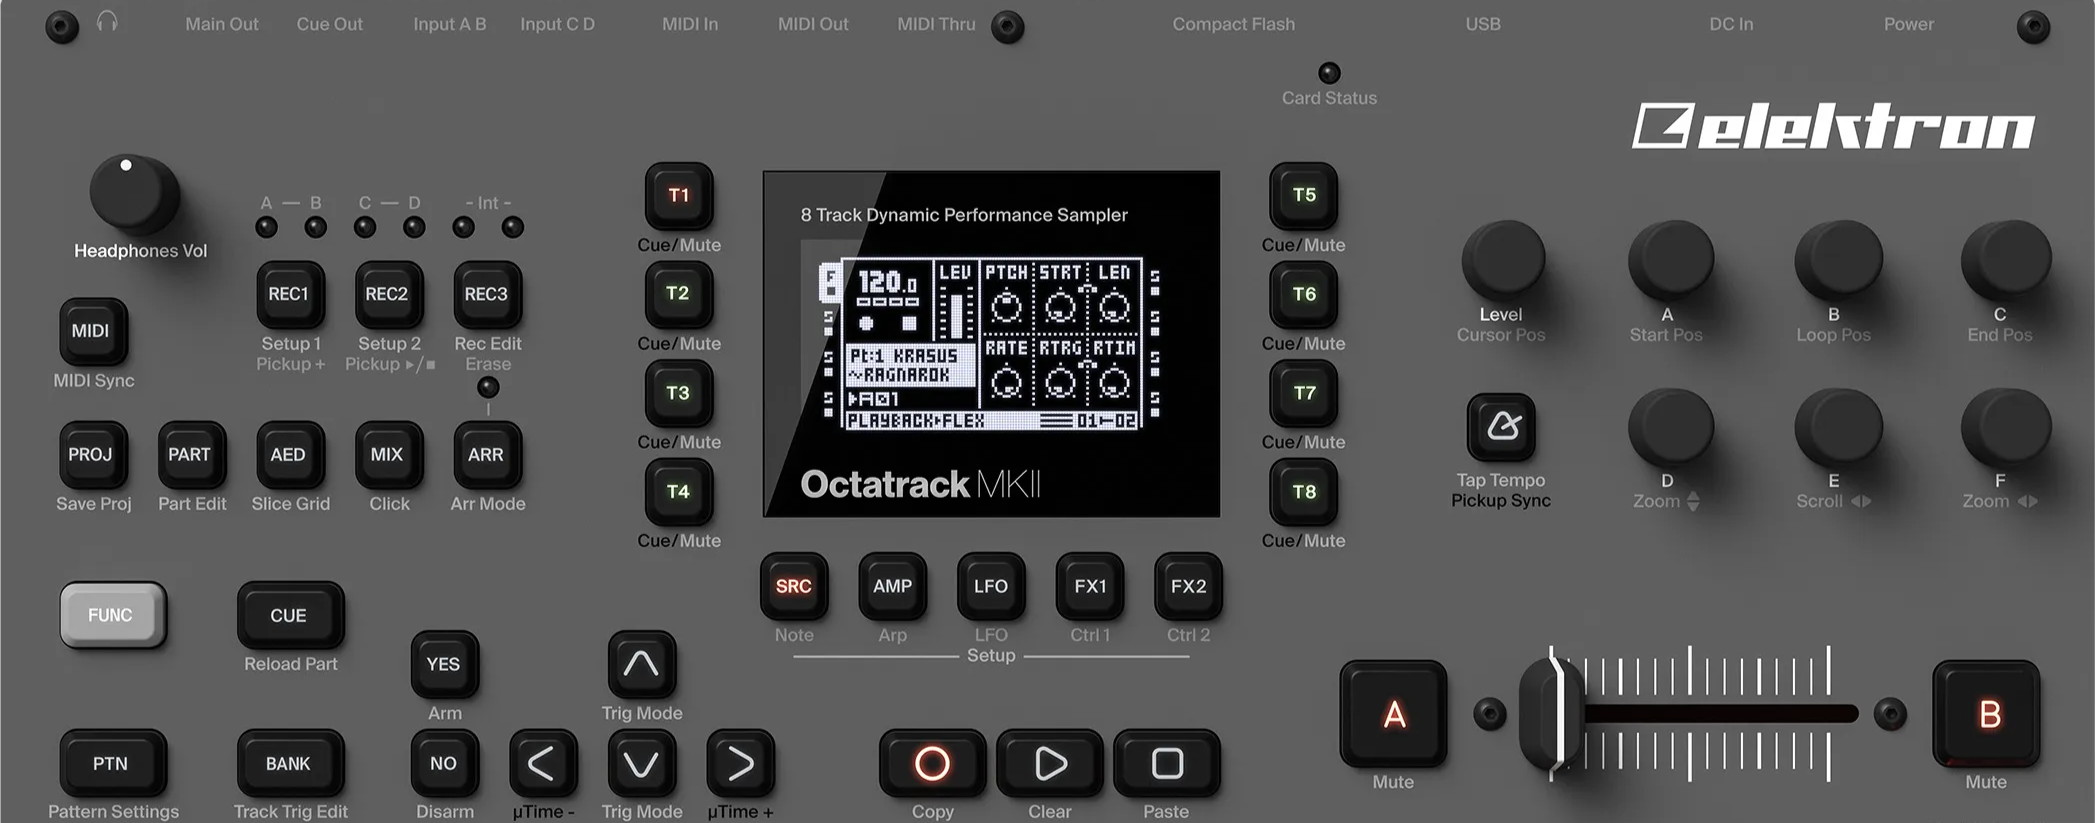 Main Out Cue Out Input A B Input C D MIDI In MIDI Out MIDI Thru Compact Flash USB DC In Power
Card Status
elektron
Headphones Vol
A — B C — D - Int -
MIDI
MIDI Sync
REC1 REC2 REC3
Setup 1 Setup 2 Rec Edit
Pickup + Pickup / Erase
PROJ PART AED MIX ARR
Save Proj Part Edit Slice Grid Click Arr Mode
T1
Cue/Mute
T2
Cue/Mute
T3
Cue/Mute
T4
Cue/Mute
8 Track Dynamic Performance Sampler
120.0 LEV PTCH STRT LEN
RATE RTRG RTIM
Pt:1 KRASUS
~RAGNAROK
A01
PLAYBACK FLEX 01 02
Octatrack MKII
T5
Cue/Mute
T6
Cue/Mute
T7
Cue/Mute
T8
Cue/Mute
Level A B C
Cursor Pos Start Pos Loop Pos End Pos
Tap Tempo D E F
Pickup Sync Zoom Scroll Zoom
SRC AMP LFO FX1 FX2
Note Arp LFO Ctrl 1 Ctrl 2
Setup
FUNC CUE
Reload Part
YES
Arm Trig Mode
PTN BANK NO
Pattern Settings Track Trig Edit Disarm µTime - Trig Mode µTime + Copy Clear Paste
A B
Mute Mute